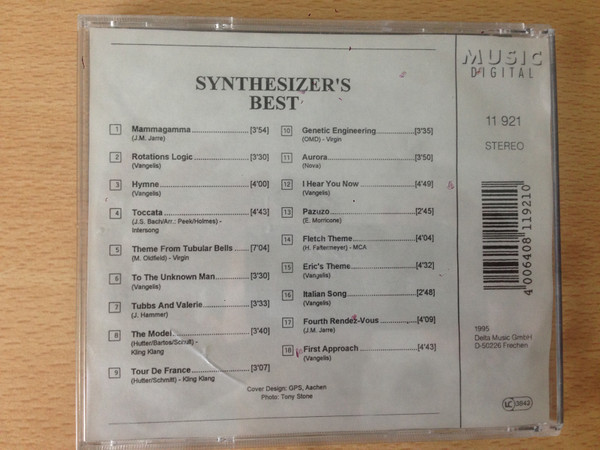 MUSIC
DIGITAL
11 921
STEREO
4 006408 119210
1995
Delta Music GmbH
D-50226 Frechen
LC 3843
SYNTHESIZER'S
BEST
1 Mammagamma [3'54]
(J.M. Jarre)
2 Rotations Logic [3'30]
(Vangelis)
3 Hymne [4'00]
(Vangelis)
4 Toccata [4'43]
(J.S. Bach/Arr.: Peek/Holmes) -
Intersong
5 Theme From Tubular Bells [7'04]
(M. Oldfield) - Virgin
6 To The Unknown Man [3'30]
(Vangelis)
7 Tubbs And Valerie [3'33]
(J. Hammer)
8 The Model [3'40]
(Hutter/Bartos/Schult) -
Kling Klang
9 Tour De France [3'07]
(Hutter/Schmitt) - Kling Klang
10 Genetic Engineering [3'35]
(OMD) - Virgin
11 Aurora [3'50]
(Nova)
12 I Hear You Now [4'49]
(Vangelis)
13 Pazuzo [2'45]
(E. Morricone)
14 Fletch Theme [4'04]
(H. Faltermeyer) - MCA
15 Eric's Theme [4'32]
(Vangelis)
16 Italian Song [2'48]
(Vangelis)
17 Fourth Rendez-Vous [4'09]
(J.M. Jarre)
18 First Approach [4'43]
(Vangelis)
Cover Design: GPS, Aachen
Photo: Tony Stone